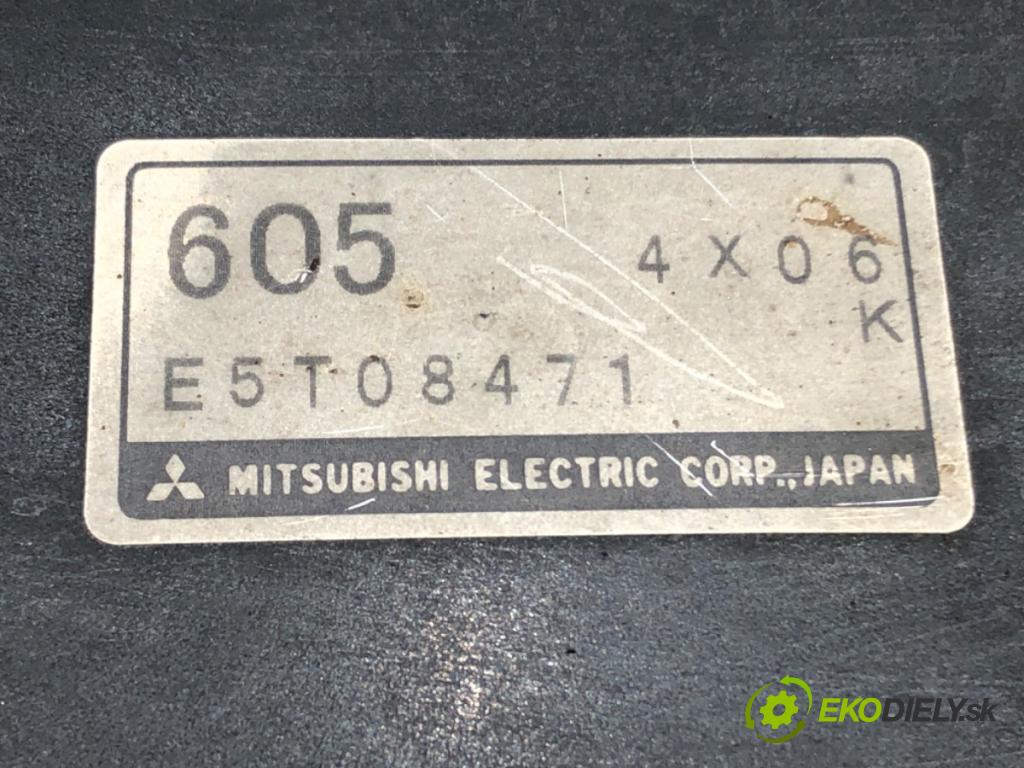 605 4X06
K
E5T08471
MITSUBISHI ELECTRIC CORP., JAPAN
EKODIELY.sk